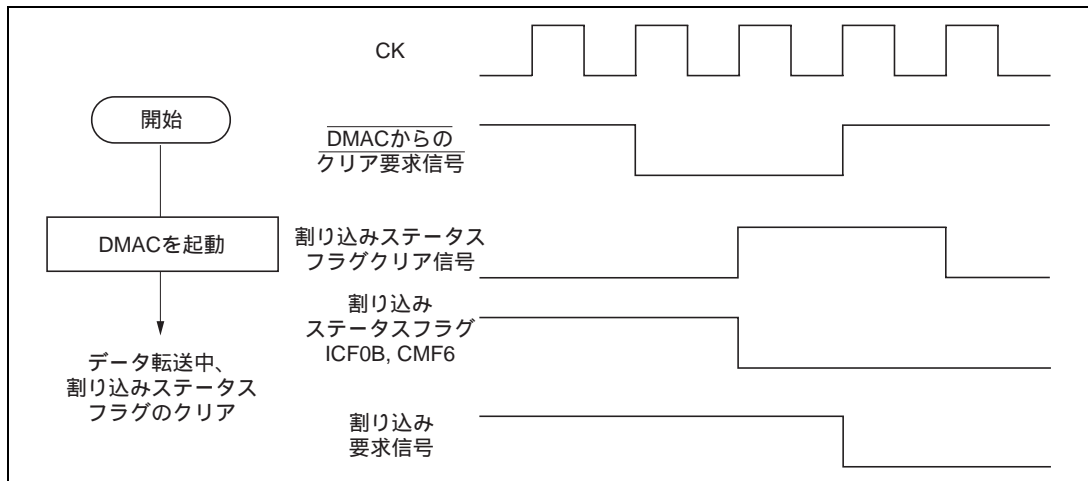 開始
DMACを起動
データ転送中、
割り込みステータス
フラグのクリア
CK
DMACからの
クリア要求信号
割り込みステータス
フラグクリア信号
割り込み
ステータスフラグ
ICF0B, CMF6
割り込み
要求信号